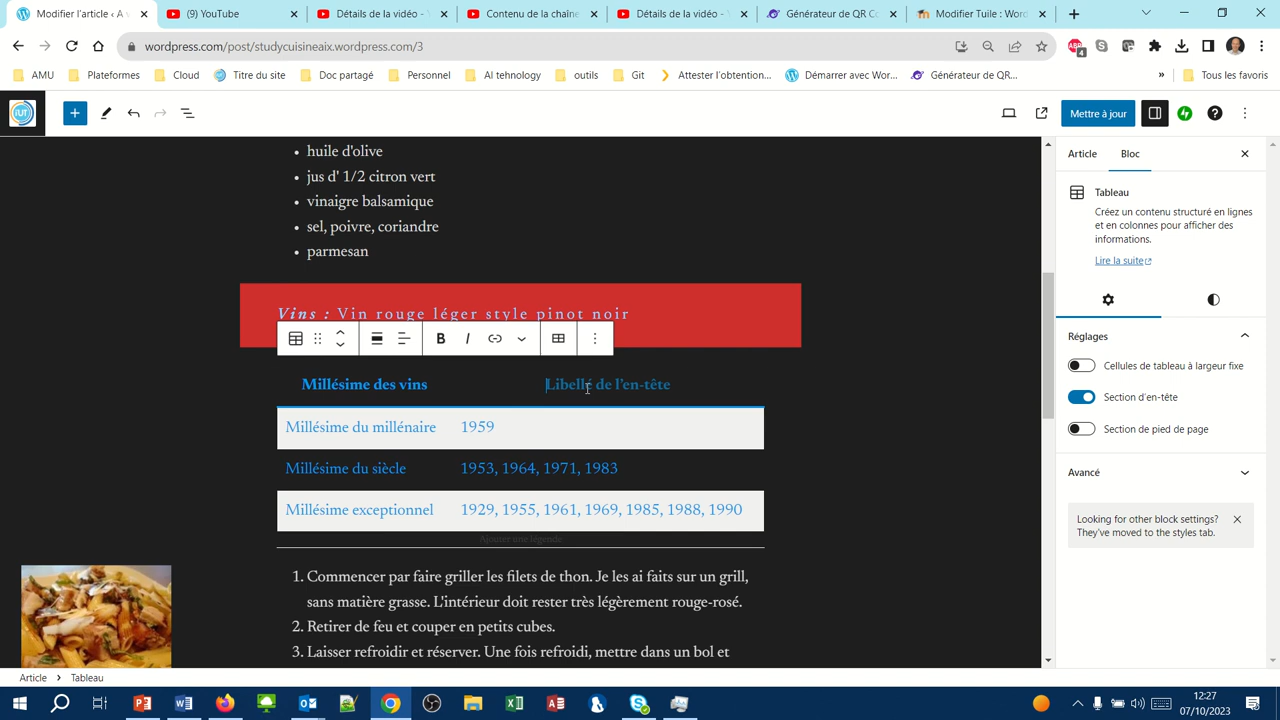 Modifier l'article ‹ A v
(9) YouTube
Détails de la vidéo - Y
Contenu de la chaîne
Détails de la vidéo - Y
Générateur de QR Co
Modifier Tuile : Word
wordpress.com/post/studycuisineaix.wordpress.com/3
4
AMU
Plateformes
Cloud
Titre du site
Doc partagé
Personnel
AI tehnology
outils
Git
Attester l'obtention...
Démarrer avec Wor...
Générateur de QR...
»
Tous les favoris
Mettre à jour
huile d'olive
jus d' 1/2 citron vert
vinaigre balsamique
sel, poivre, coriandre
parmesan
Vins : Vin rouge léger style pinot noir
B I
Millésime des vins Libellé de l'en-tête
Millésime du millénaire 1959
Millésime du siècle 1953, 1964, 1971, 1983
Millésime exceptionnel 1929, 1955, 1961, 1969, 1985, 1988, 1990
Ajouter une légende
1. Commencer par faire griller les filets de thon. Je les ai faits sur un grill,
sans matière grasse. L'intérieur doit rester très légèrement rouge-rosé.
2. Retirer de feu et couper en petits cubes.
3. Laisser refroidir et réserver. Une fois refroidi, mettre dans un bol et
Article Bloc
Tableau
Créez un contenu structuré en lignes
et en colonnes pour afficher des
informations.
Lire la suite
Réglages
Cellules de tableau à largeur fixe
Section d'en-tête
Section de pied de page
Avancé
Looking for other block settings?
They've moved to the styles tab.
Article > Tableau
12:27
07/10/2023